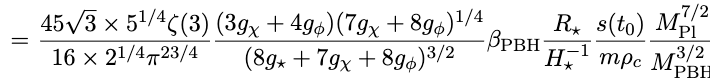 = \frac{45\sqrt{3} \times 5^{1/4} \zeta(3)}{16 \times 2^{1/4} \pi^{23/4}} \frac{(3g_\chi + 4g_\phi)(7g_\chi + 8g_\phi)^{1/4}}{(8g_\star + 7g_\chi + 8g_\phi)^{3/2}} \beta_{\mathrm{PBH}} \frac{R_\star}{H_\star^{-1}} \frac{s(t_0)}{m\rho_c} \frac{M_{\mathrm{Pl}}^{7/2}}{M_{\mathrm{PBH}}^{3/2}}